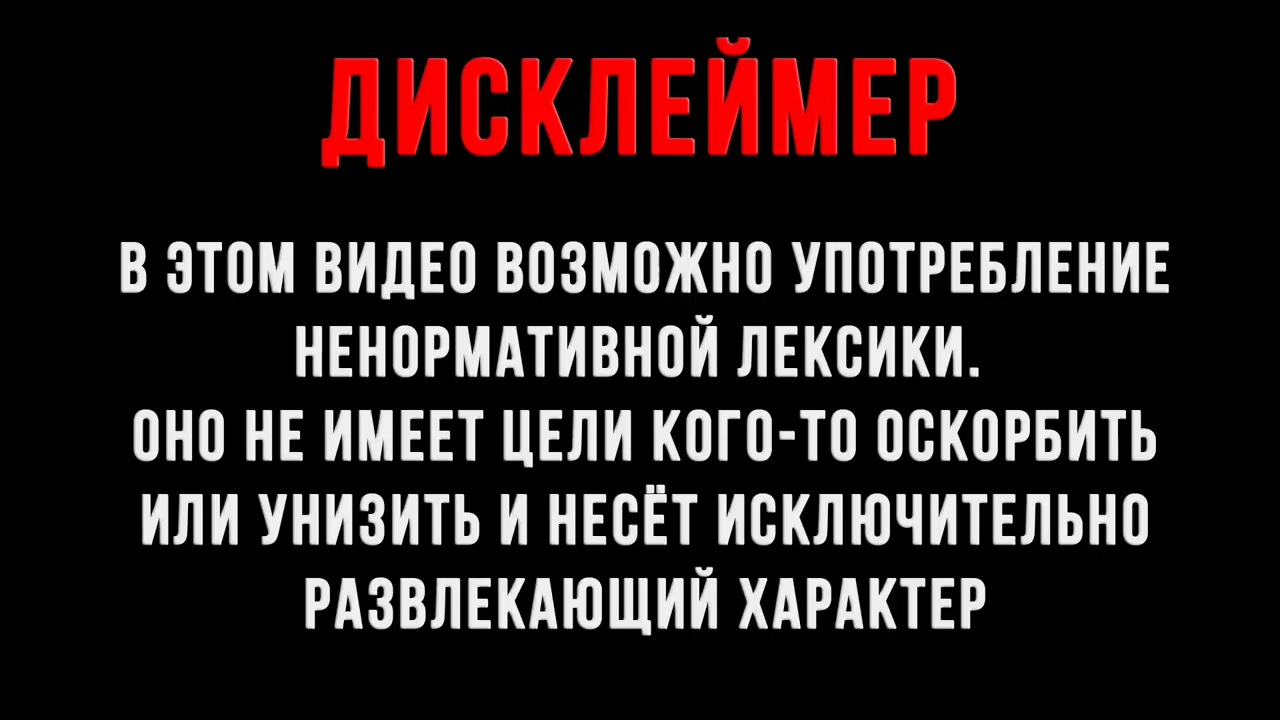 ДИСКЛЕЙМЕР
В ЭТОМ ВИДЕО ВОЗМОЖНО УПОТРЕБЛЕНИЕ
НЕНОРМАТИВНОЙ ЛЕКСИКИ.
ОНО НЕ ИМЕЕТ ЦЕЛИ КОГО-ТО ОСКОРБИТЬ
ИЛИ УНИЗИТЬ И НЕСЁТ ИСКЛЮЧИТЕЛЬНО
РАЗВЛЕКАЮЩИЙ ХАРАКТЕР